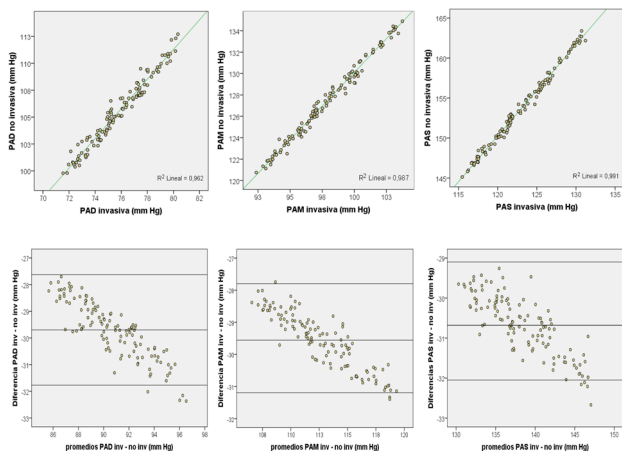 PAD no invasiva (mm Hg)
113
110
108
105
103
100
R² Lineal = 0,962
70 72 74 76 78 80 82
PAD invasiva (mm Hg)
PAM no invasiva (mm Hg)
134
132
130
128
126
124
122
120
R² Lineal = 0,987
93 95 98 100 103
PAM invasiva (mm Hg)
PAS no invasiva (mm Hg)
165
160
155
150
145
R² Lineal = 0,991
115 120 125 130 135
PAS invasiva (mm Hg)
Diferencia PAD inv - no inv (mm Hg)
-27
-28
-29
-30
-31
-32
-33
86 88 90 92 94 96 98
promedios PAD inv - no inv (mm Hg)
Diferencia PAM inv - no inv (mm Hg)
-27
-28
-29
-30
-31
-32
108 110 113 115 118 120
promedios PAM inv - no inv (mm Hg)
Diferencias PAS inv - no inv (mm Hg)
-29
-30
-31
-32
-33
130 135 140 145 150
promedios PAS inv - no inv (mm Hg)